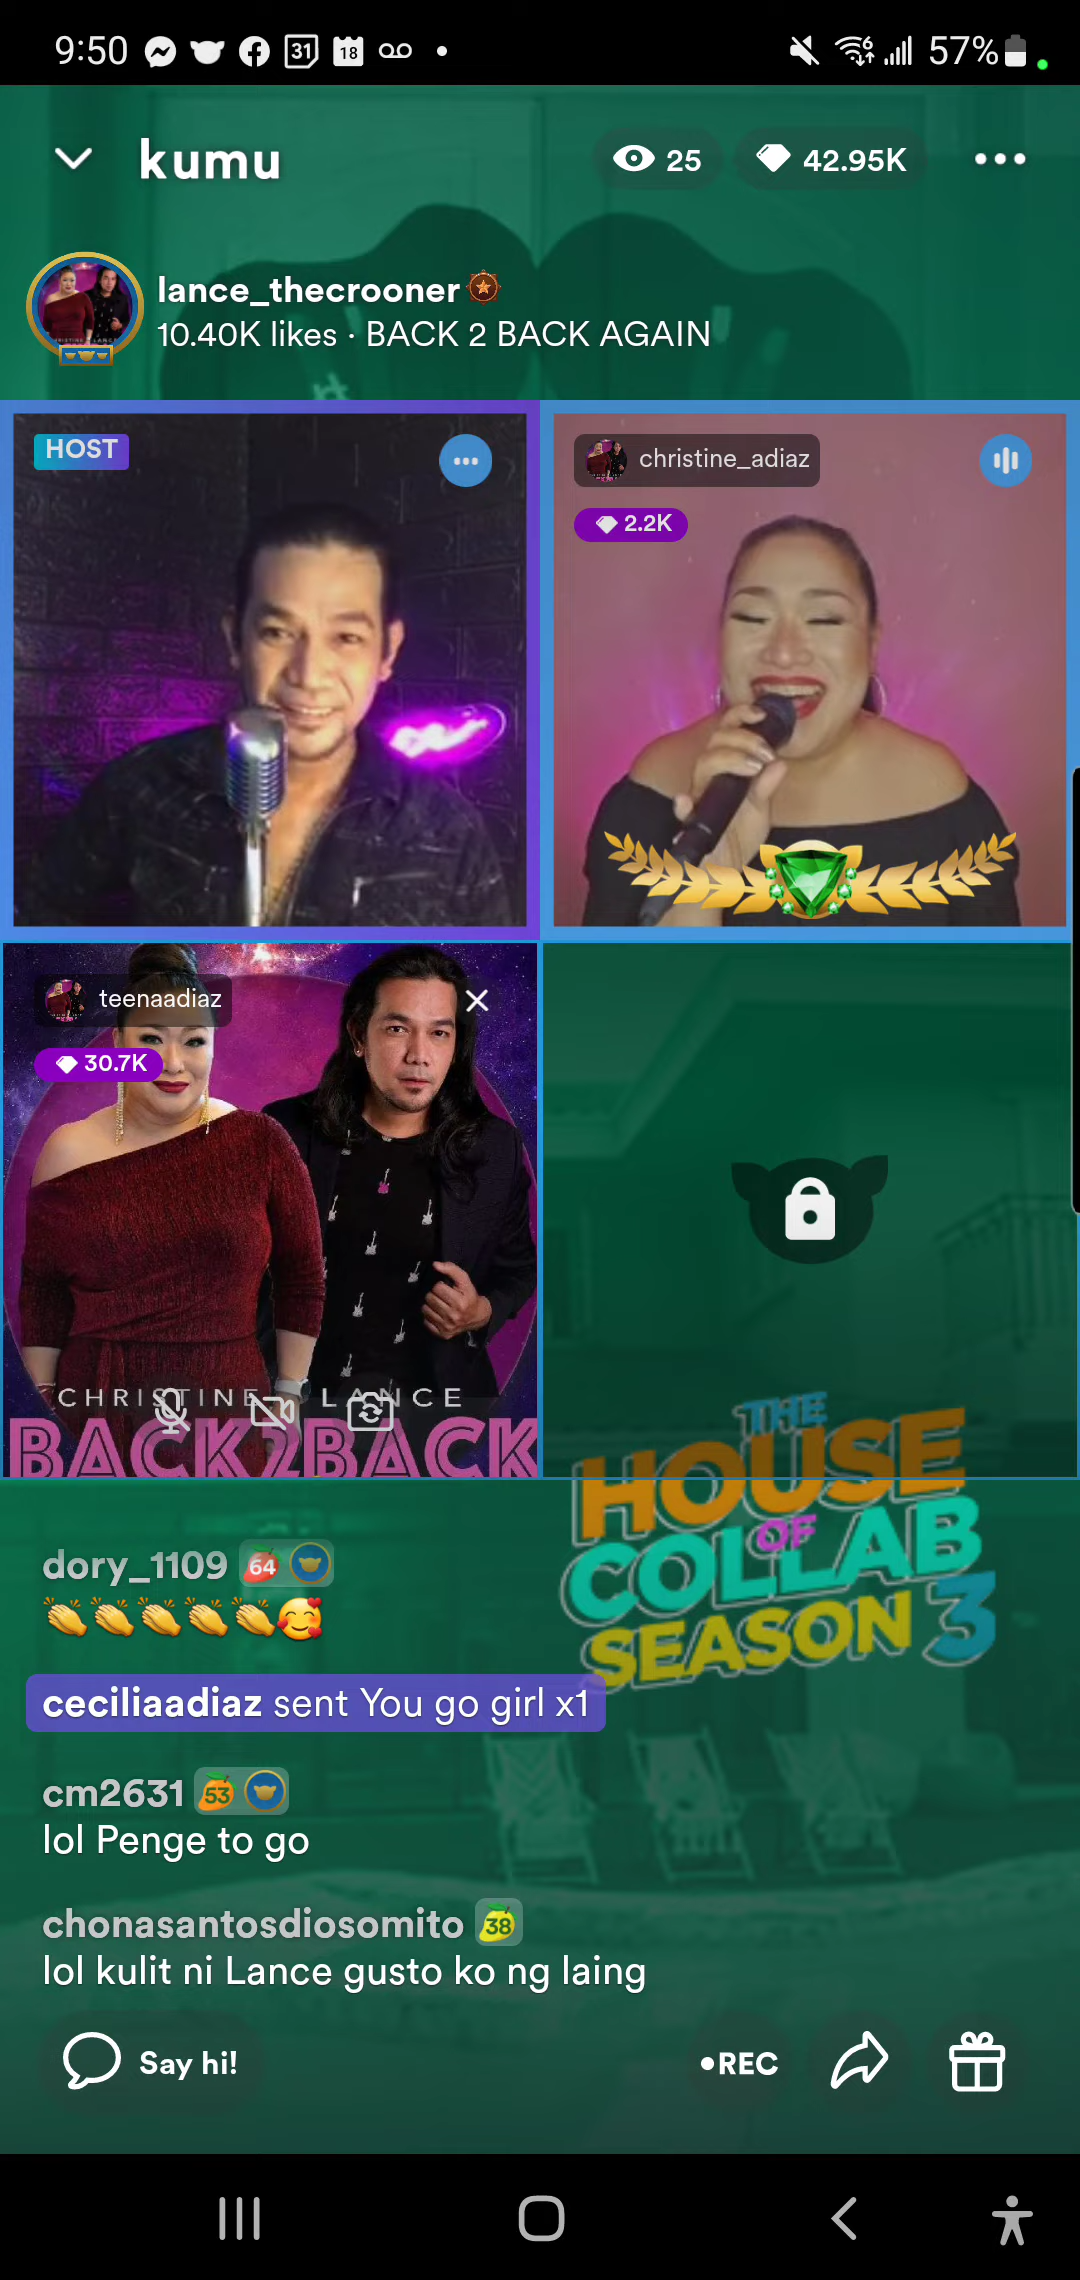 9:50
31
18
6
57%
kumu
25
42.95K
lance_thecrooner
10.40K likes · BACK 2 BACK AGAIN
HOST
christine_adiaz
2.2K
teenaadiaz
30.7K
CHRISTINE LANCE
BACK2BACK
THE
HOUSE
OF
COLLAB
SEASON 3
dory_1109 64
👏👏👏👏👏🥰
ceciliaadiaz sent You go girl x1
cm2631 53
lol Penge to go
chonasantosdiosomito 38
lol kulit ni Lance gusto ko ng laing
Say hi!
•REC